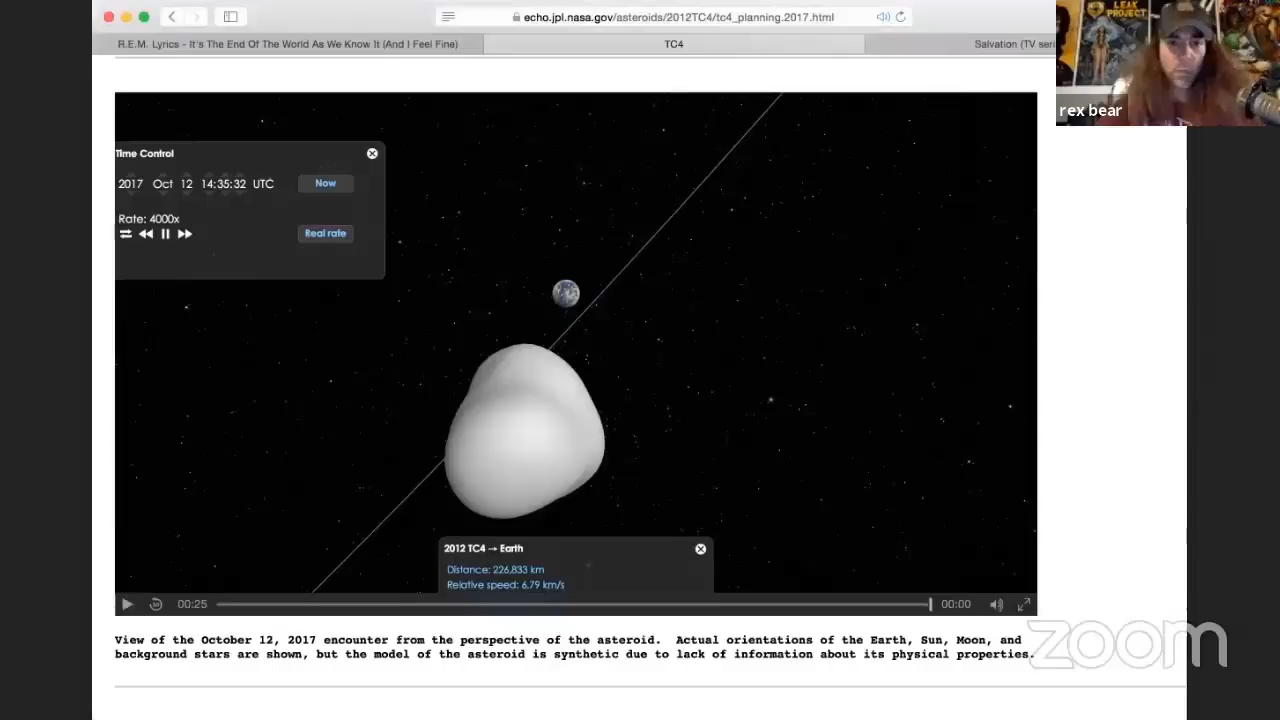 echo.jpl.nasa.gov/asteroids/2012TC4/tc4_planning.2017.html
R.E.M. Lyrics - It's The End Of The World As We Know It (And I Feel Fine)
TC4
Salvation (TV seri
LEAK
PROJECT
rex bear
Time Control
2017 Oct 12 14:35:32 UTC
Now
Rate: 4000x
Real rate
2012 TC4 → Earth
Distance: 226,833 km
Relative speed: 6.79 km/s
00:25
00:00
View of the October 12, 2017 encounter from the perspective of the asteroid. Actual orientations of the Earth, Sun, Moon, and
background stars are shown, but the model of the asteroid is synthetic due to lack of information about its physical properties.
zoom